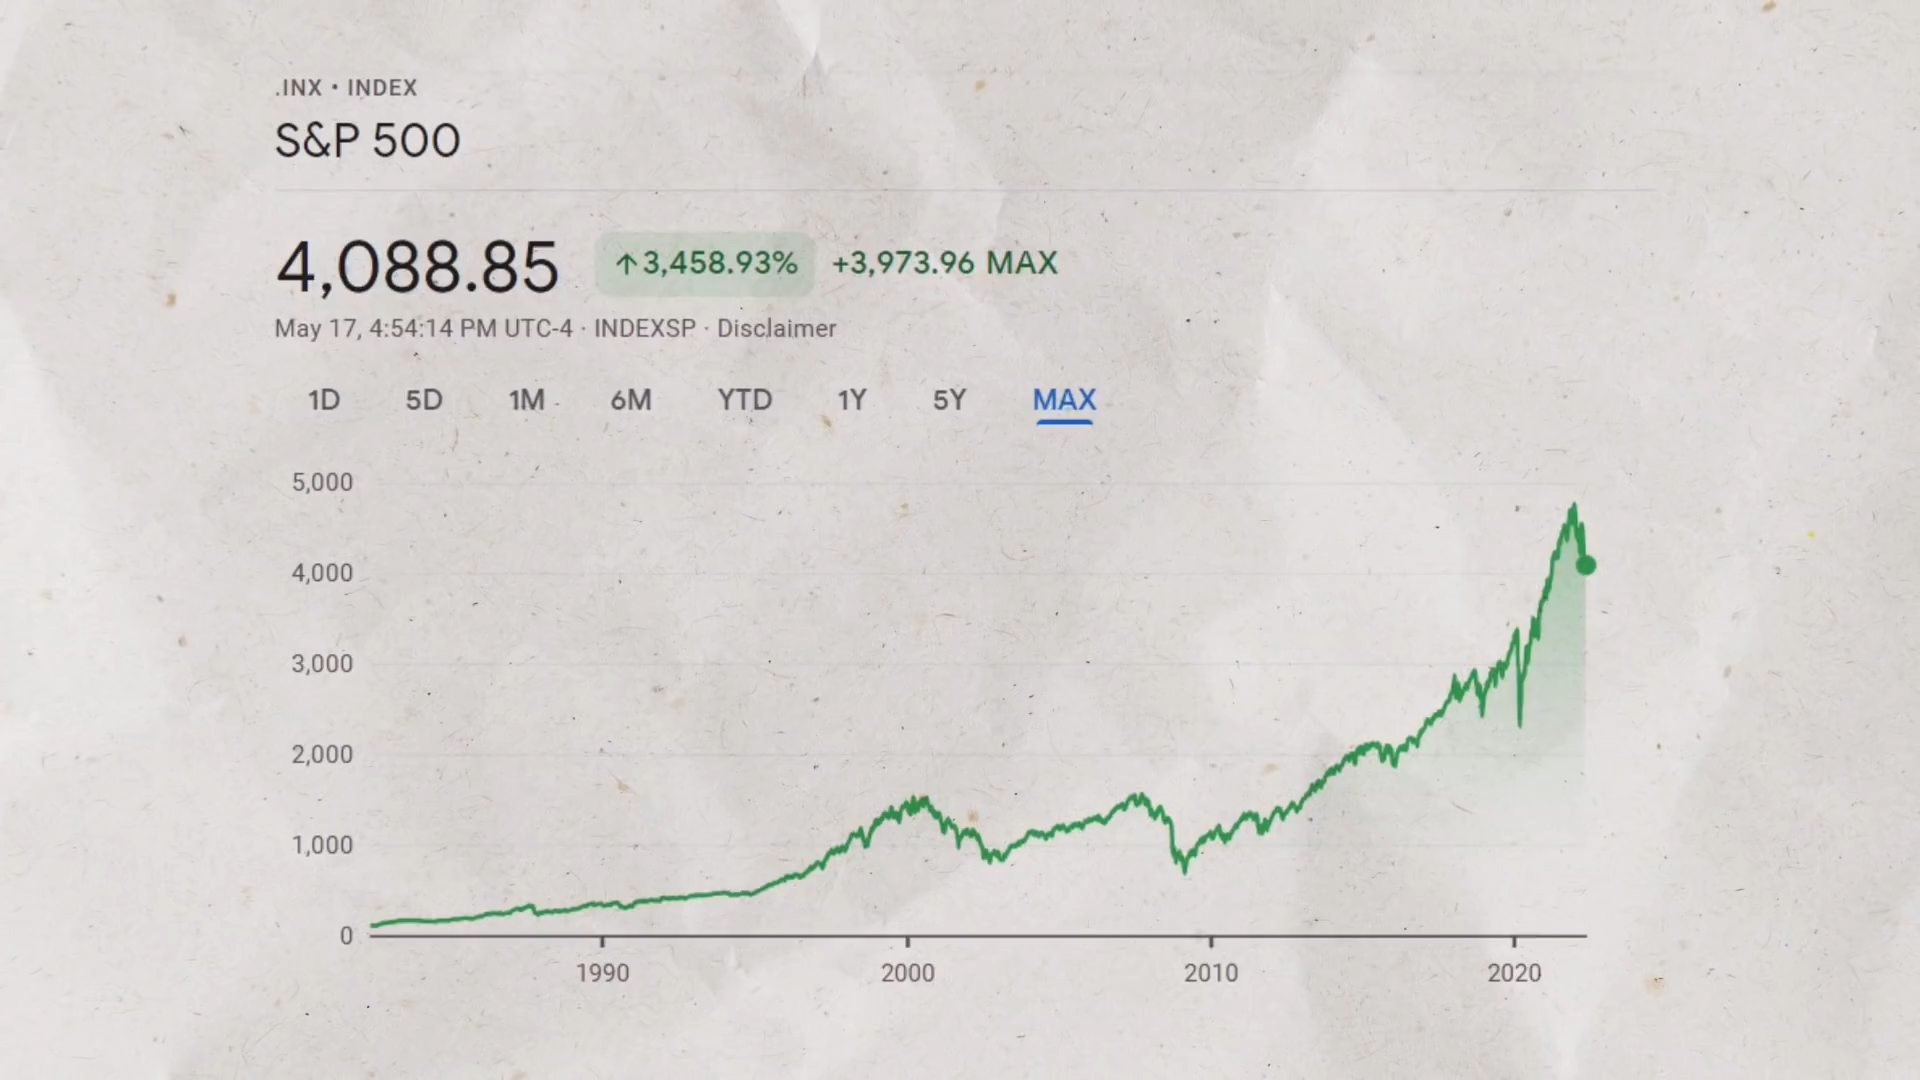 .INX • INDEX
S&P 500
4,088.85 ↑3,458.93% +3,973.96 MAX
May 17, 4:54:14 PM UTC-4 · INDEXSP · Disclaimer
1D 5D 1M 6M YTD 1Y 5Y MAX
5,000
4,000
3,000
2,000
1,000
0
1990 2000 2010 2020